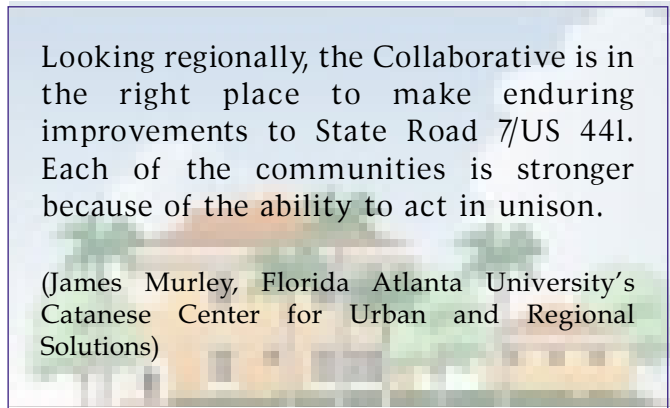 Looking regionally, the Collaborative is in
the right place to make enduring
improvements to State Road 7/US 441.
Each of the communities is stronger
because of the ability to act in unison.
(James Murley, Florida Atlanta University’s
Catanese Center for Urban and Regional
Solutions)